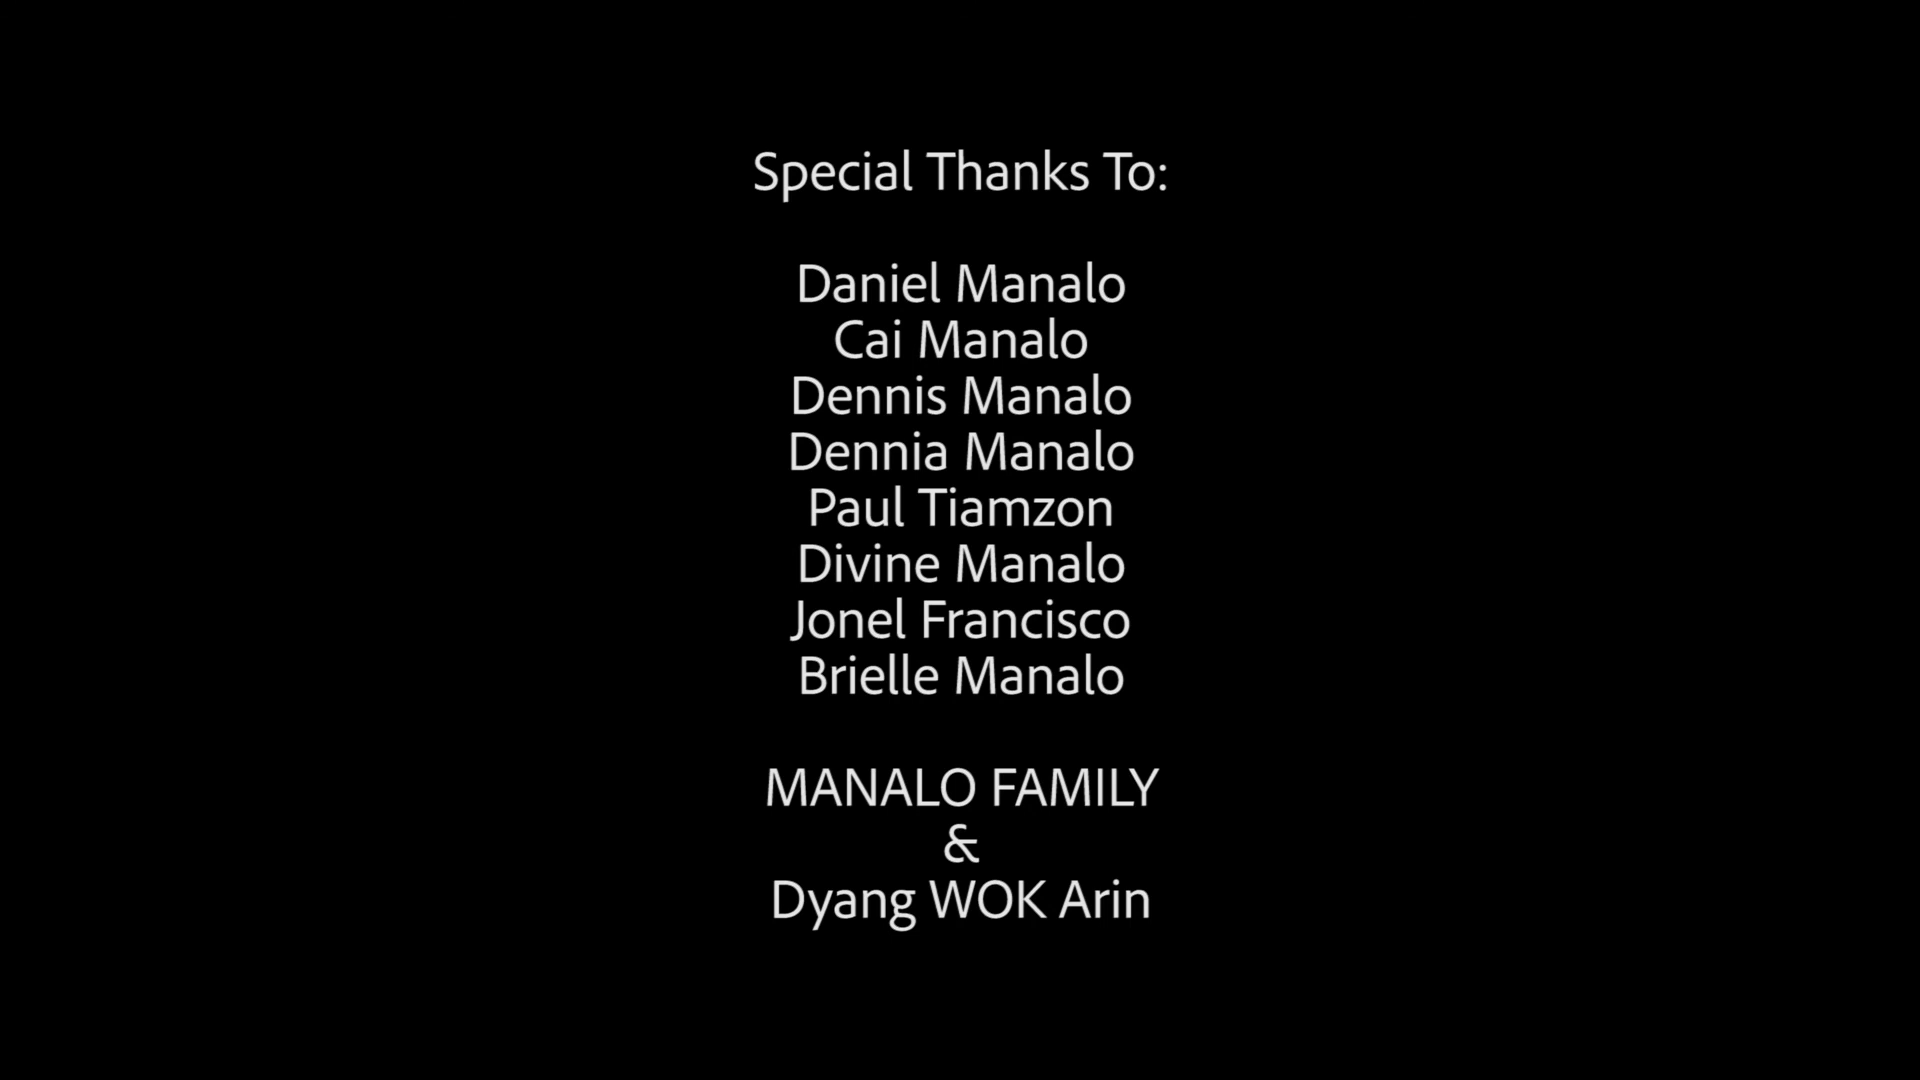 Special Thanks To:
Daniel Manalo
Cai Manalo
Dennis Manalo
Dennia Manalo
Paul Tiamzon
Divine Manalo
Jonel Francisco
Brielle Manalo
MANALO FAMILY
&
Dyang WOK Arin